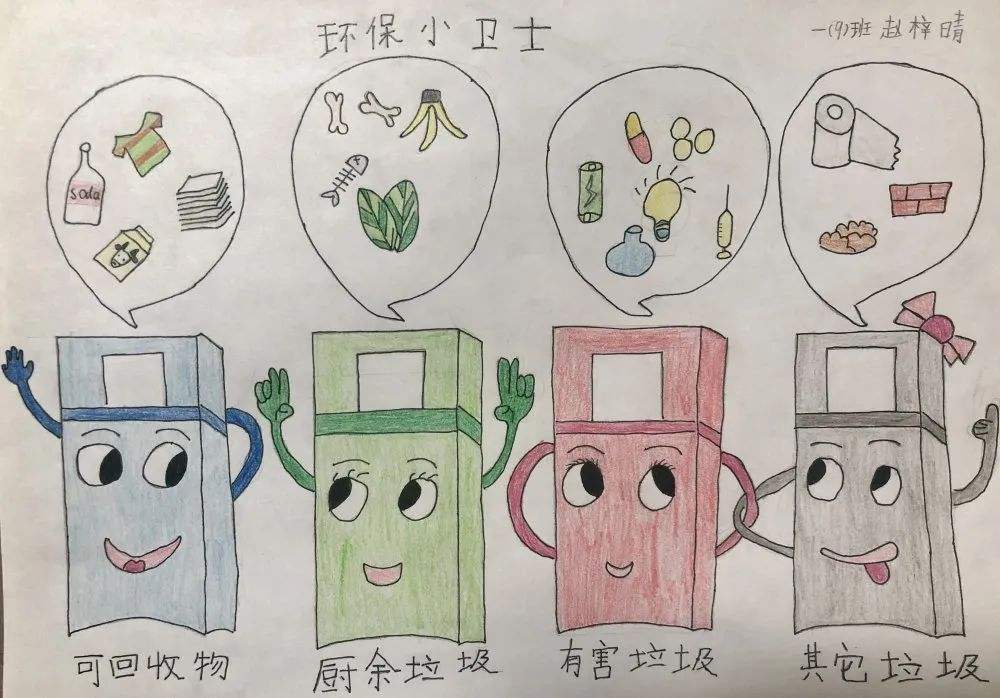 环保小卫士
一(9)班 赵梓晴
soda
可回收物
厨余垃圾
有害垃圾
其它垃圾